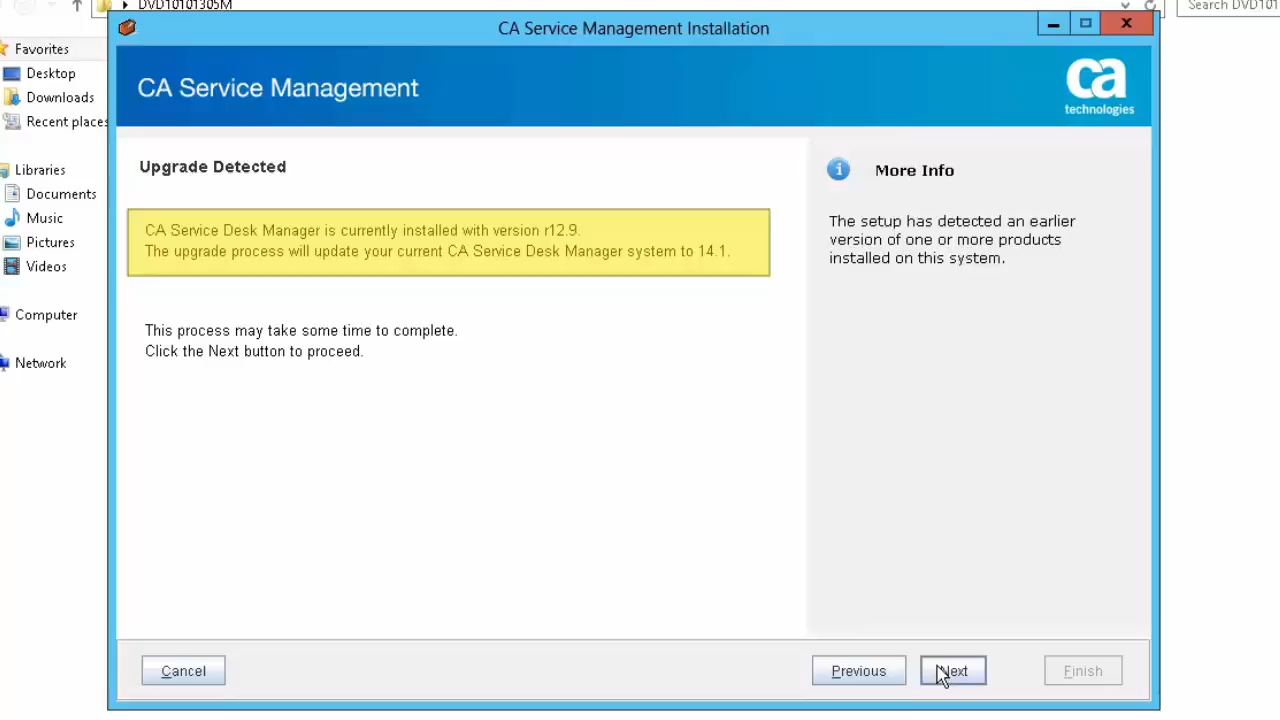 DVD10101305M
Search DVD101
CA Service Management Installation
Favorites
Desktop
Downloads
Recent places
Libraries
Documents
Music
Pictures
Videos
Computer
Network
CA Service Management
ca
technologies
Upgrade Detected
CA Service Desk Manager is currently installed with version r12.9.
The upgrade process will update your current CA Service Desk Manager system to 14.1.
This process may take some time to complete.
Click the Next button to proceed.
More Info
The setup has detected an earlier
version of one or more products
installed on this system.
Cancel
Previous
Next
Finish